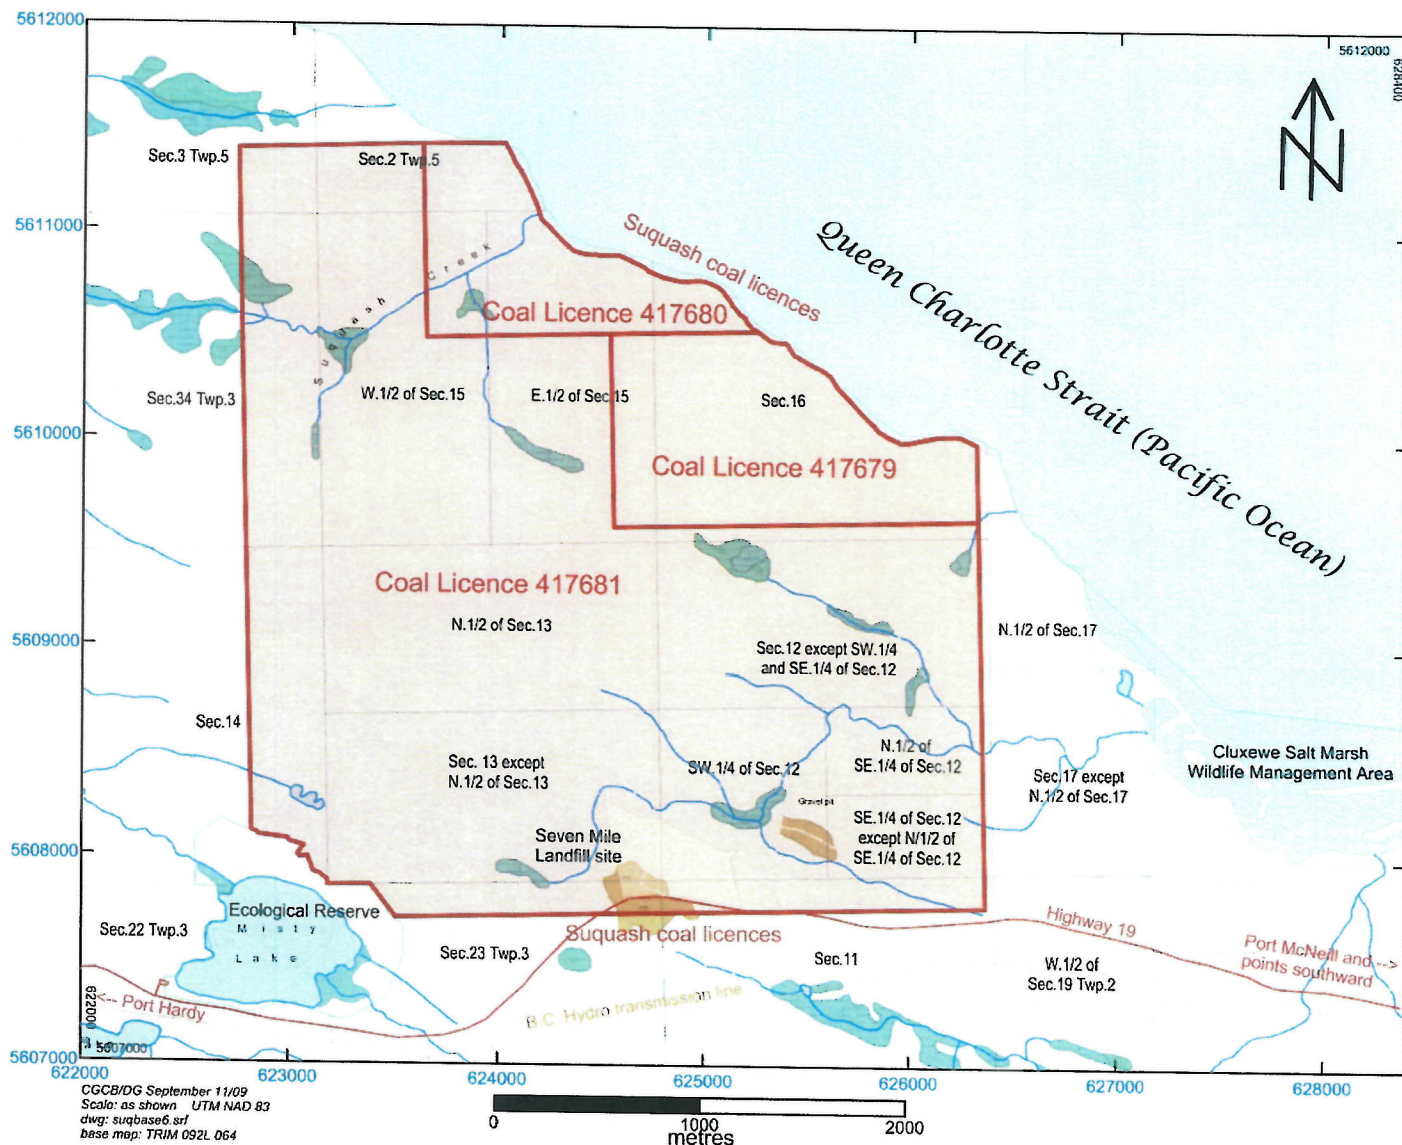 5612000
5612000
628400
Sec.3 Twp.5
Sec.2 Twp.5
5611000
Suquash coal licences
Queen Charlotte Strait (Pacific Ocean)
Suquash Creek
Coal Licence 417680
Sec.34 Twp.3
W.1/2 of Sec.15
E.1/2 of Sec.15
Sec.16
5610000
Coal Licence 417679
Coal Licence 417681
N.1/2 of Sec.13
5609000
Sec.12 except SW.1/4
and SE.1/4 of Sec.12
N.1/2 of Sec.17
Sec.14
Sec. 13 except
N.1/2 of Sec.13
SW.1/4 of Sec.12
N.1/2 of
SE.1/4 of Sec.12
Sec.17 except
N.1/2 of Sec.17
Cluxewe Salt Marsh
Wildlife Management Area
Gravel pit
SE.1/4 of Sec.12
except N/1/2 of
SE.1/4 of Sec.12
Seven Mile
Landfill site
5608000
Ecological Reserve
Misty
Lake
Sec.22 Twp.3
Sec.23 Twp.3
Suquash coal licences
Sec.11
Highway 19
W.1/2 of
Sec.19 Twp.2
Port McNeill and -->
points southward
<-- Port Hardy
B.C. Hydro transmission line
622000
5607000
5607000
622000
623000
624000
625000
626000
627000
628000
CGCB/DG September 11/09
Scale: as shown UTM NAD 83
dwg: suqbase6.srf
base map: TRIM 092L 064
0
1000
2000
metres